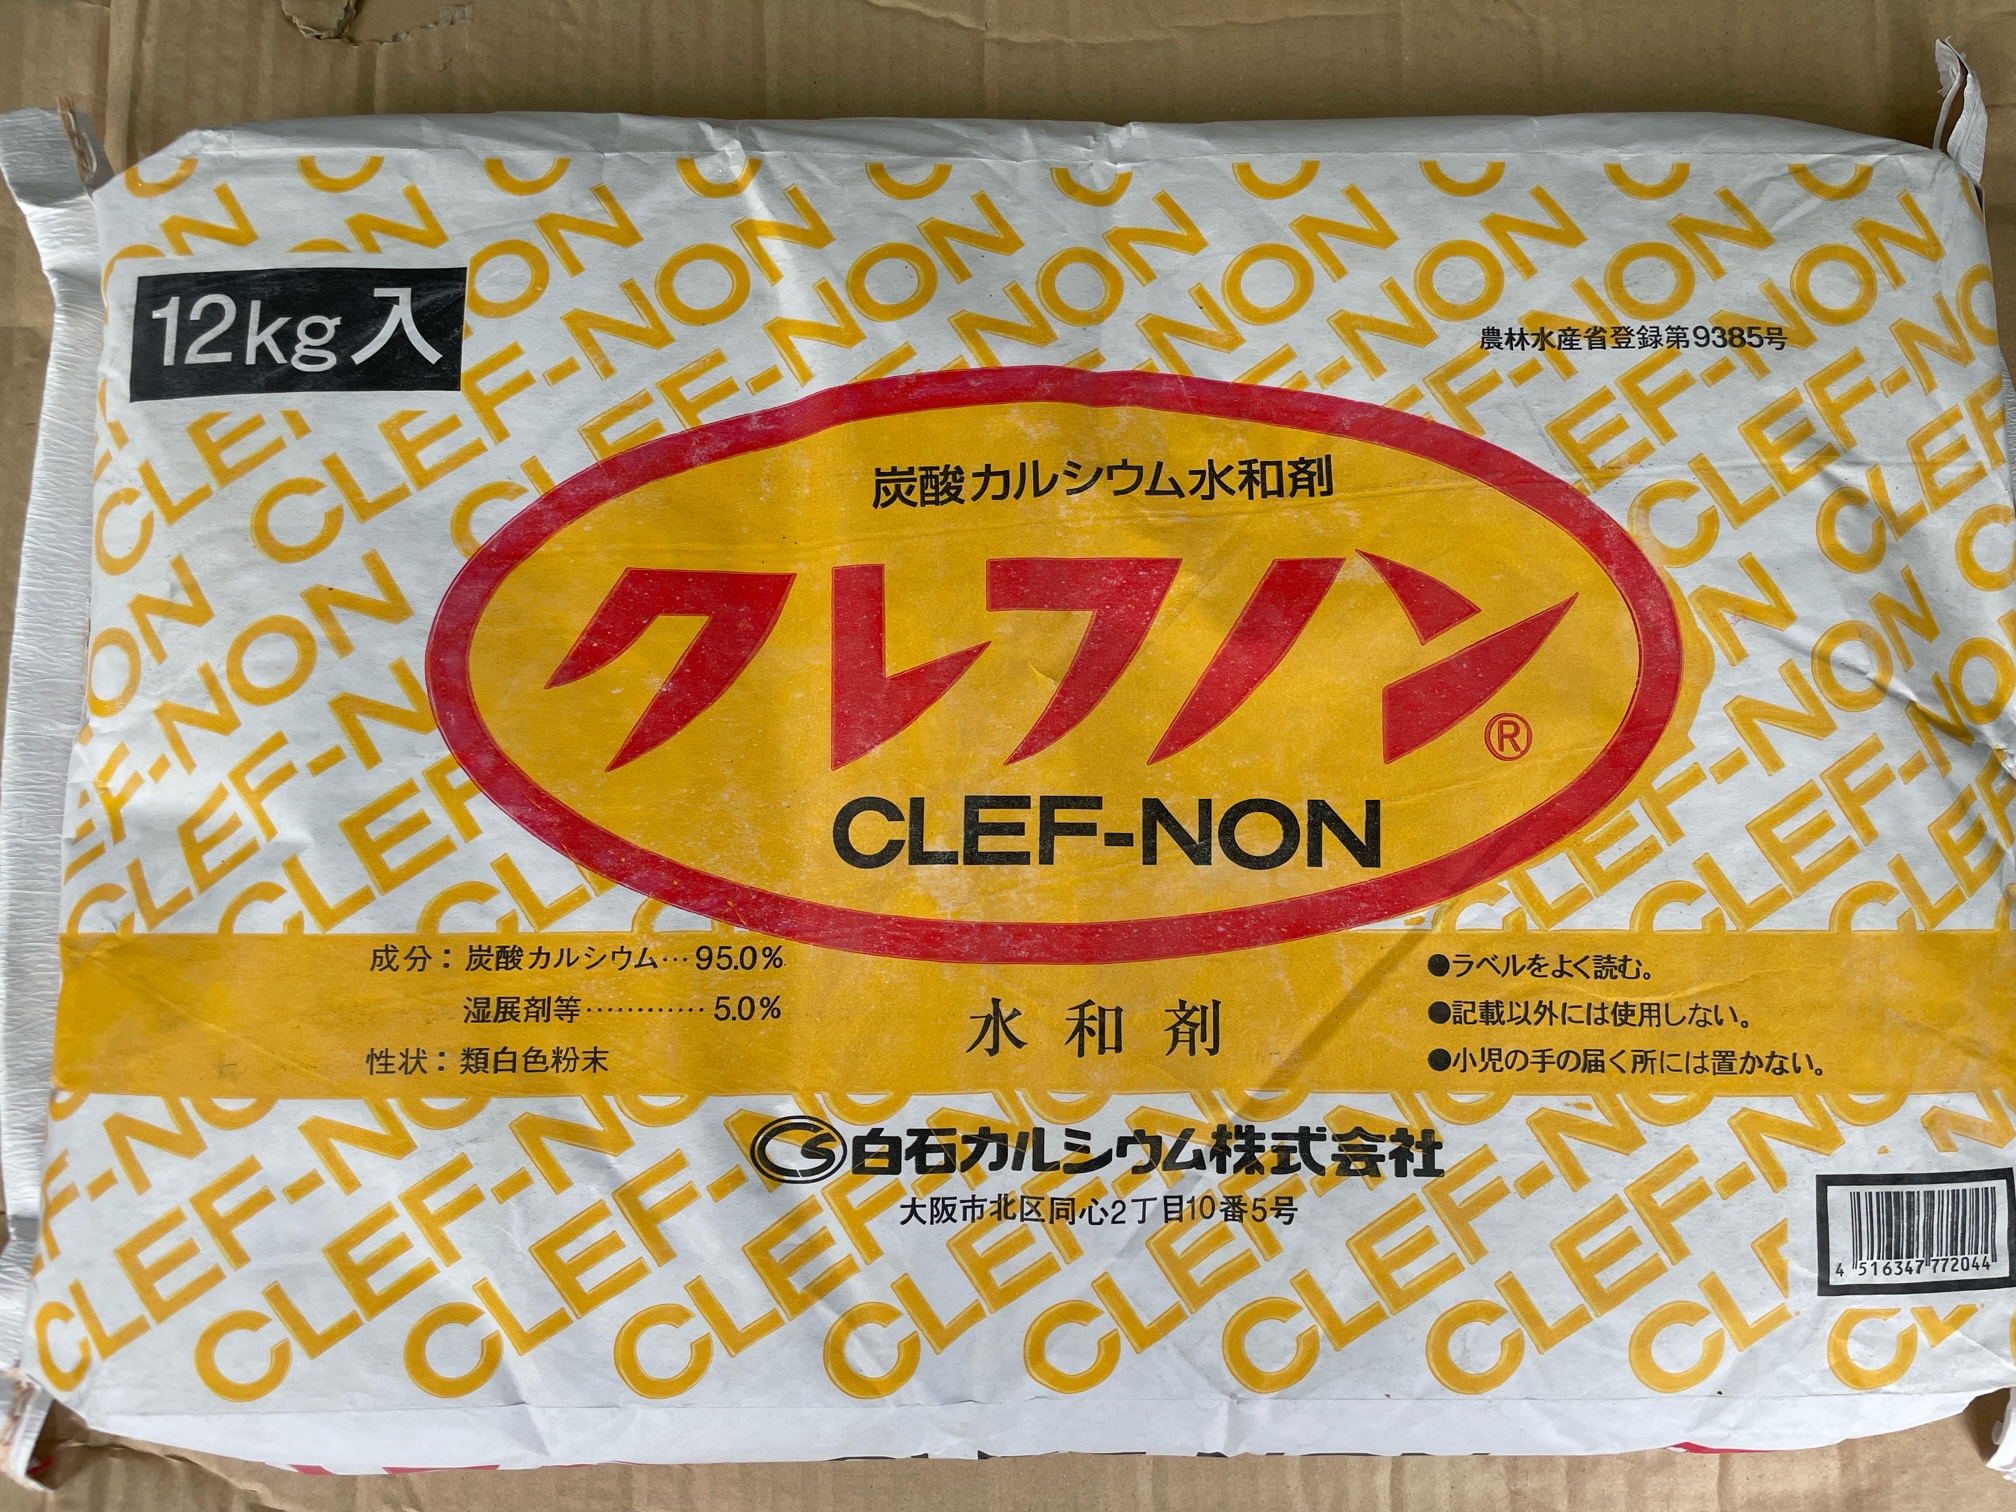 12kg入
農林水産省登録第9385号
炭酸カルシウム水和剤
クレフノン®
CLEF-NON
成分：炭酸カルシウム…95.0%
湿展剤等…………5.0%
性状：類白色粉末
水和剤
●ラベルをよく読む。
●記載以外には使用しない。
●小児の手の届く所には置かない。
CS白石カルシウム株式会社
大阪市北区同心2丁目10番5号
4 516347 772044